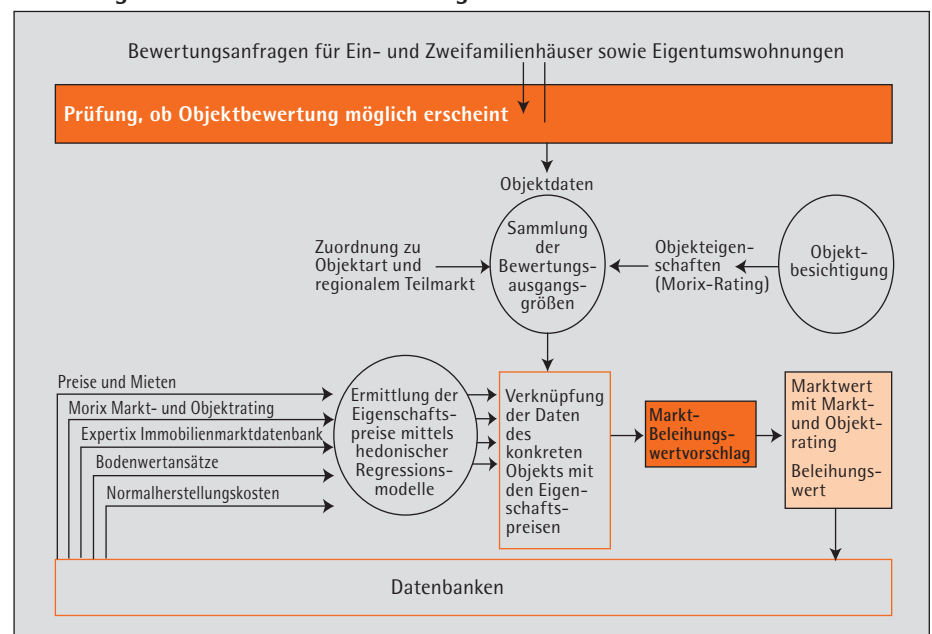 Bewertungsanfragen für Ein- und Zweifamilienhäuser sowie Eigentumswohnungen
Prüfung, ob Objektbewertung möglich erscheint
Objektdaten
Sammlung
der
Bewertungs-
ausgangs-
größen
Zuordnung zu
Objektart und
regionalem Teilmarkt
Objekteigen-
schaften
(Morix-Rating)
Objekt-
besichtigung
Preise und Mieten
Morix Markt- und Objektrating
Expertix Immobilienmarktdatenbank
Bodenwertansätze
Normalherstellungskosten
Ermittlung der
Eigenschafts-
preise mittels
hedonischer
Regressions-
modelle
Verknüpfung
der Daten
des
konkreten
Objekts mit
den Eigen-
schafts-
preisen
Markt-
Beleihungs-
wertvorschlag
Marktwert
mit Markt-
und Objekt-
rating
Beleihungs-
wert
Datenbanken